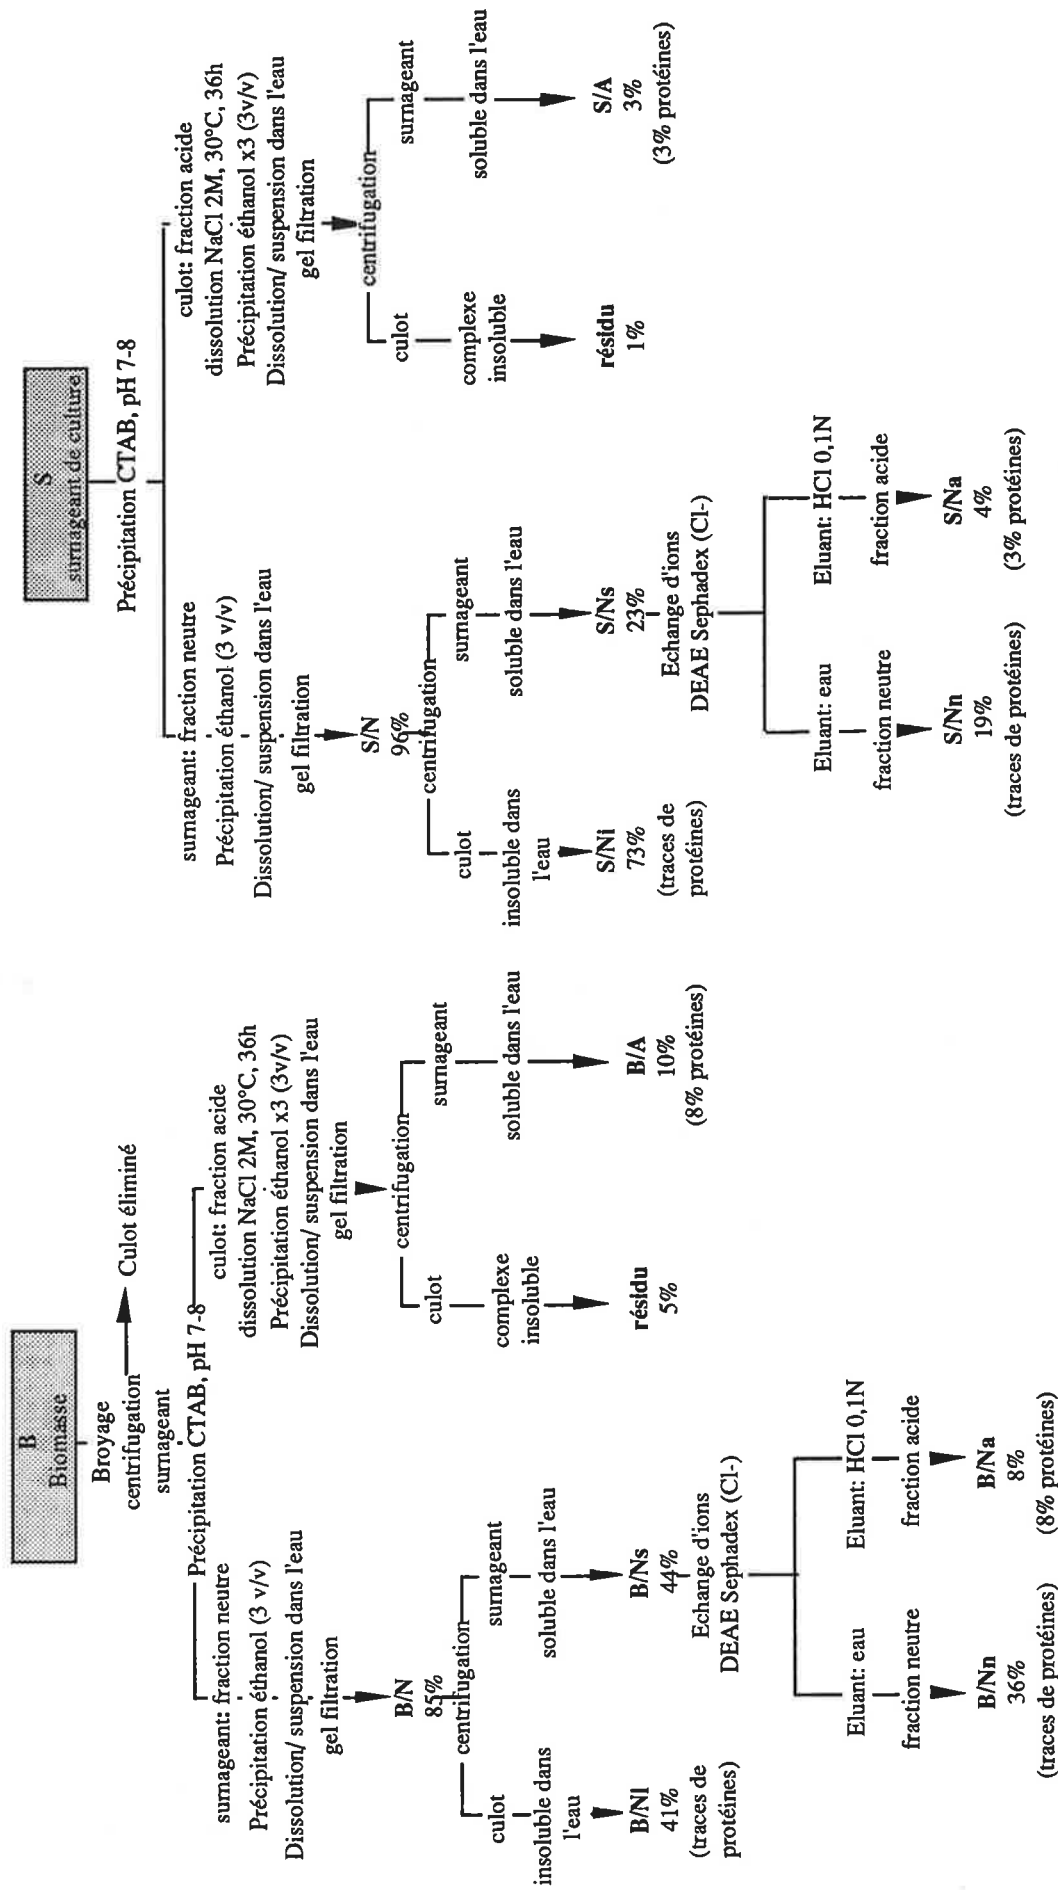 B
Biomasse
Broyage
centrifugation
Culot éliminé
surnageant
Précipitation CTAB, pH 7-8
surnageant: fraction neutre
Précipitation éthanol (3 v/v)
Dissolution/ suspension dans l'eau
gel filtration
B/N
85%
centrifugation
culot
insoluble dans
l'eau
B/NI
41%
(traces de
protéines)
surnageant
soluble dans l'eau
B/Ns
44%
Echange d'ions
DEAE Sephadex (Cl-)
Eluant: eau
fraction neutre
B/Nn
36%
(traces de protéines)
Eluant: HCl 0,1N
fraction acide
B/Na
8%
(8% protéines)
culot: fraction acide
dissolution NaCl 2M, 30°C, 36h
Précipitation éthanol x3 (3v/v)
Dissolution/ suspension dans l'eau
gel filtration
centrifugation
culot
complexe
insoluble
résidu
5%
surnageant
soluble dans l'eau
B/A
10%
(8% protéines)
S
surnageant de culture
Précipitation CTAB, pH 7-8
surnageant: fraction neutre
Précipitation éthanol (3 v/v)
Dissolution/ suspension dans l'eau
gel filtration
S/N
96%
centrifugation
culot
insoluble dans
l'eau
S/Ni
73%
(traces de
protéines)
surnageant
soluble dans l'eau
S/Ns
23%
Echange d'ions
DEAE Sephadex (Cl-)
Eluant: eau
fraction neutre
S/Nn
19%
(traces de protéines)
Eluant: HCl 0,1N
fraction acide
S/Na
4%
(3% protéines)
culot: fraction acide
dissolution NaCl 2M, 30°C, 36h
Précipitation éthanol x3 (3v/v)
Dissolution/ suspension dans l'eau
gel filtration
centrifugation
culot
complexe
insoluble
résidu
1%
surnageant
soluble dans l'eau
S/A
3%
(3% protéines)